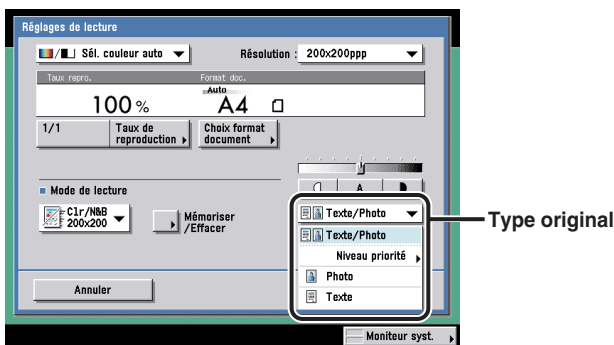 Réglages de lecture
Sél. couleur auto
Résolution : 200x200ppp
Taux repro.
Format doc.
Auto
100 %
A4
1/1
Taux de
reproduction
Choix format
document
Mode de lecture
A
Clr/N&B
200x200
Mémoriser
/Effacer
Texte/Photo
Type original
Texte/Photo
Niveau priorité
Photo
Texte
Annuler
Moniteur syst.